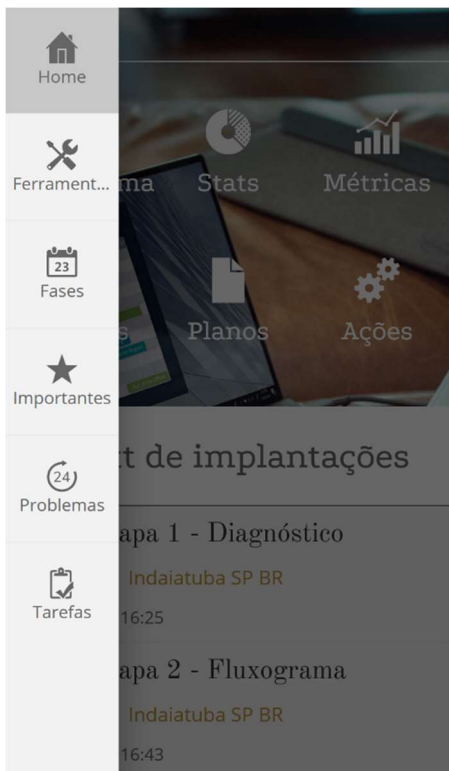 Home
Ferrament...
23
Fases
Importantes
24
Problemas
Tarefas
ma
Stats
Métricas
s
Planos
Ações
t de implantações
apa 1 - Diagnóstico
Indaiatuba SP BR
16:25
apa 2 - Fluxograma
Indaiatuba SP BR
16:43